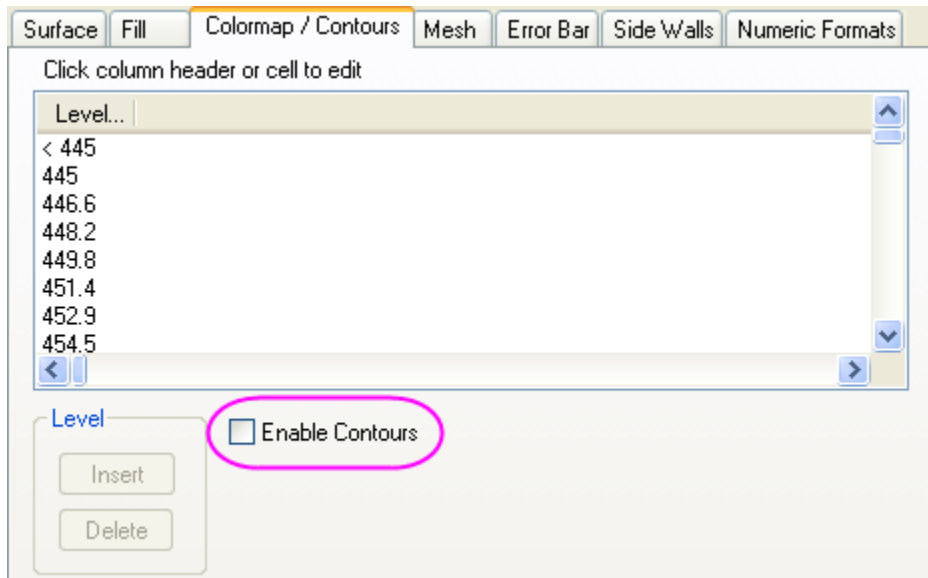 Surface Fill Colormap / Contours Mesh Error Bar Side Walls Numeric Formats
Click column header or cell to edit
Level...
< 445
445
446.6
448.2
449.8
451.4
452.9
454.5
Level
Enable Contours
Insert
Delete